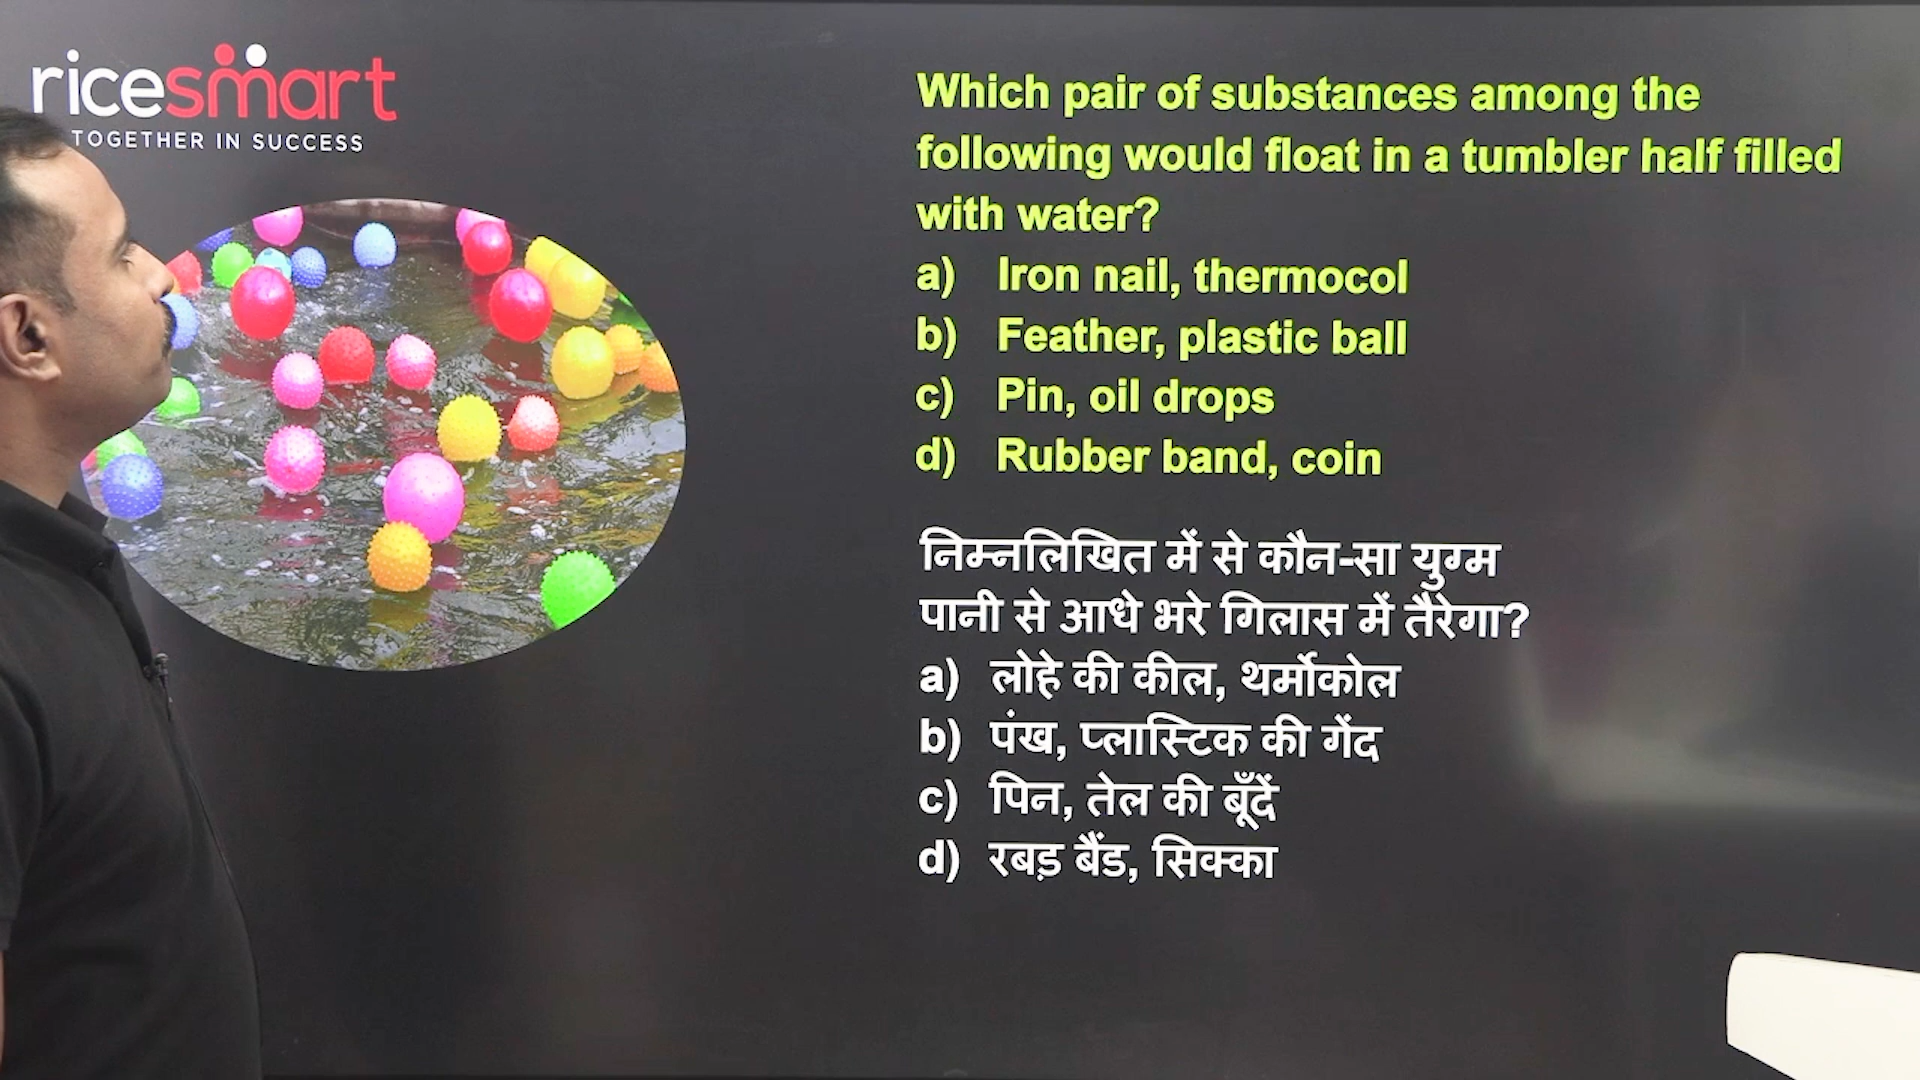 ricesmart
TOGETHER IN SUCCESS
Which pair of substances among the
following would float in a tumbler half filled
with water?
a) Iron nail, thermocol
b) Feather, plastic ball
c) Pin, oil drops
d) Rubber band, coin
निम्नलिखित में से कौन-सा युग्म
पानी से आधे भरे गिलास में तैरेगा?
a) लोहे की कील, थर्मोकोल
b) पंख, प्लास्टिक की गेंद
c) पिन, तेल की बूँदें
d) रबड़ बैंड, सिक्का